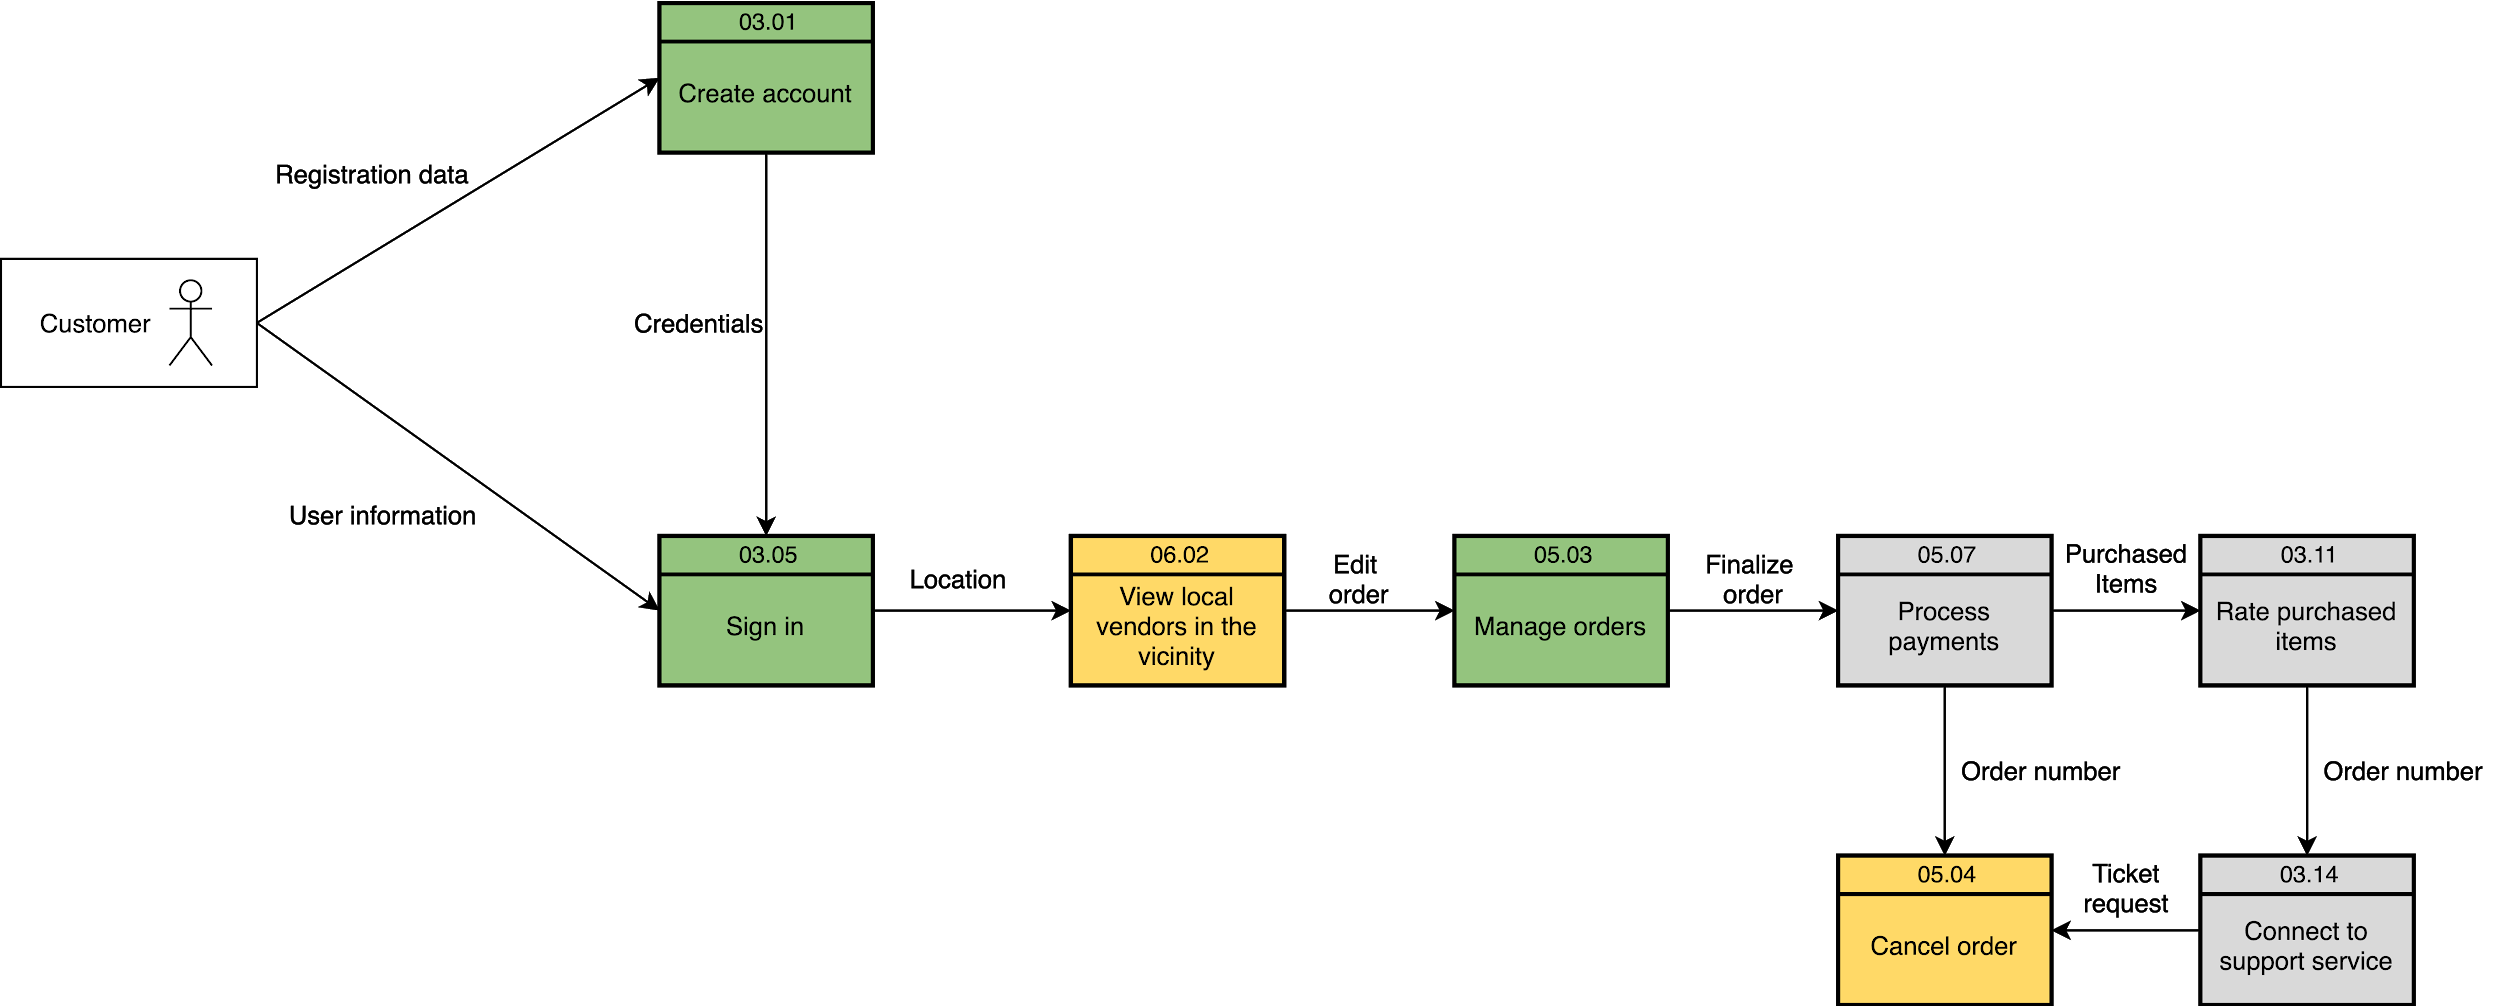 03.01
Create account
Registration data
Customer
Credentials
User information
03.05
Sign in
Location
06.02
View local
vendors in the
vicinity
Edit
order
05.03
Manage orders
Finalize
order
05.07
Process
payments
Purchased
Items
03.11
Rate purchased
items
Order number
Order number
05.04
Cancel order
Ticket
request
03.14
Connect to
support service